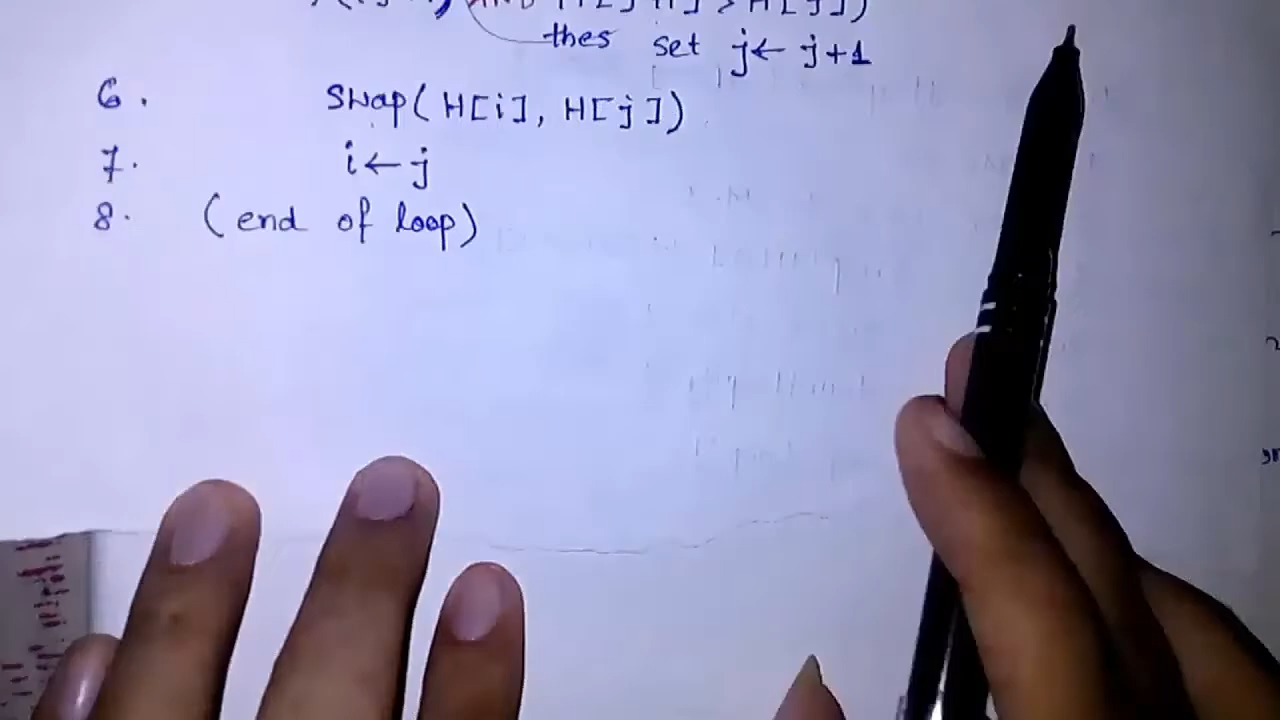 > H[j])
thes set j← j+1
6. Swap(H[i], H[j])
7. i←j
8. (end of loop)